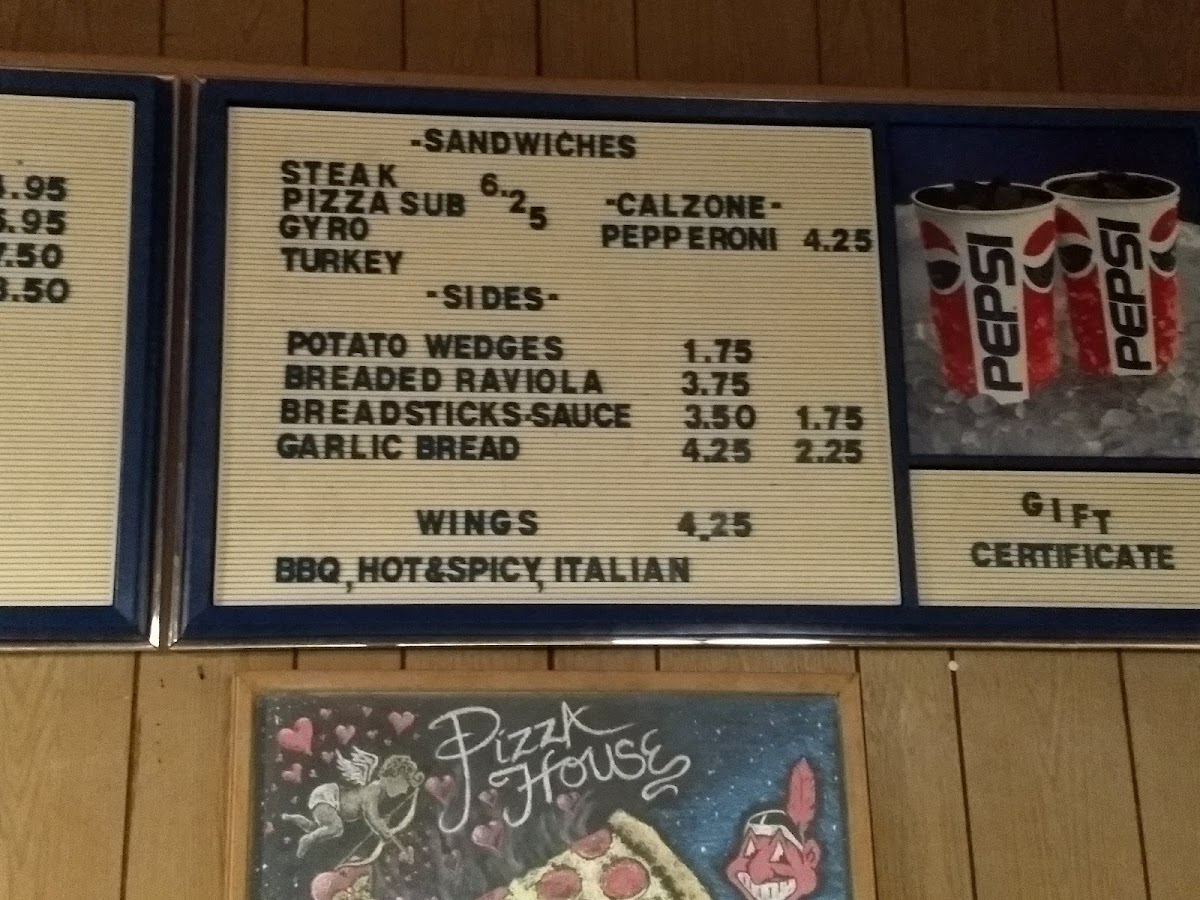 -SANDWICHES
STEAK
PIZZA SUB 6.25
GYRO
TURKEY
-CALZONE-
PEPPERONI 4.25
-SIDES-
POTATO WEDGES 1.75
BREADED RAVIOLA 3.75
BREADSTICKS-SAUCE 3.50 1.75
GARLIC BREAD 4.25 2.25
WINGS 4.25
BBQ, HOT&SPICY, ITALIAN
PEPSI
PEPSI
GIFT
CERTIFICATE
.95
.95
.50
.50
Pizza
House